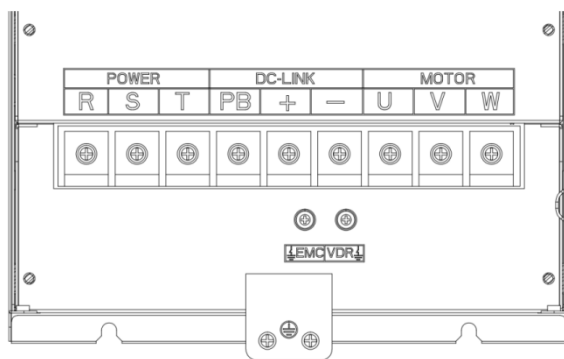 POWER DC-LINK MOTOR
R S T PB + - U V W
EMC VDR